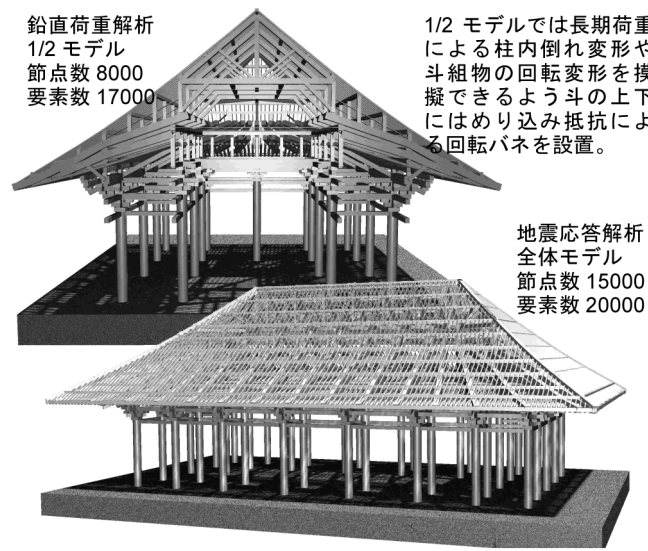 鉛直荷重解析
1/2 モデル
節点数 8000
要素数 17000
1/2 モデルでは長期荷重
による柱内倒れ変形や
斗組物の回転変形を模
擬できるよう斗の上下
にはめり込み抵抗によ
る回転バネを設置。
地震応答解析
全体モデル
節点数 15000
要素数 20000